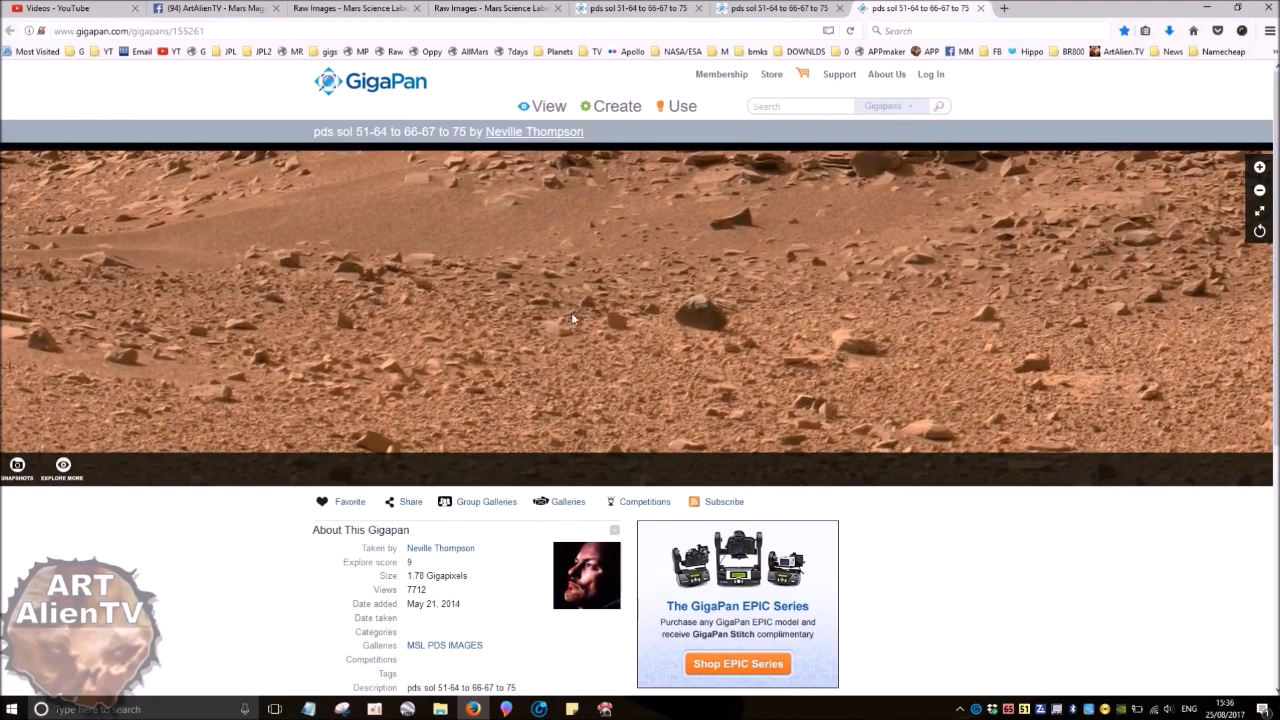 Videos - YouTube
(94) ArtAlienTV - Mars Mag
Raw Images - Mars Science Lab
Raw Images - Mars Science Lab
pds sol 51-64 to 66-67 to 75
pds sol 51-64 to 66-67 to 75
pds sol 51-64 to 66-67 to 75
www.gigapan.com/gigapans/155261
Search
Most Visited G YT Email YT G JPL JPL2 MR gigs MP Raw Oppy AllMars 7days Planets TV Apollo NASA/ESA M bmks DOWNLDS 0 APPmaker APP MM FB Hippo BR800 ArtAlien.TV News Namecheap
GigaPan
Membership Store Support About Us Log In
View Create Use
Search Gigapans
pds sol 51-64 to 66-67 to 75 by Neville Thompson
SNAPSHOTS EXPLORE MORE
Favorite Share Group Galleries Galleries Competitions Subscribe
About This Gigapan
Taken by Neville Thompson
Explore score 9
Size 1.78 Gigapixels
Views 7712
Date added May 21, 2014
Date taken
Categories
Galleries MSL PDS IMAGES
Competitions
Tags
Description pds sol 51-64 to 66-67 to 75
The GigaPan EPIC Series
Purchase any GigaPan EPIC model and
receive GigaPan Stitch complimentary
Shop EPIC Series
ART
AlienTV
Type here to search
65 51
ENG
15:36
25/08/2017